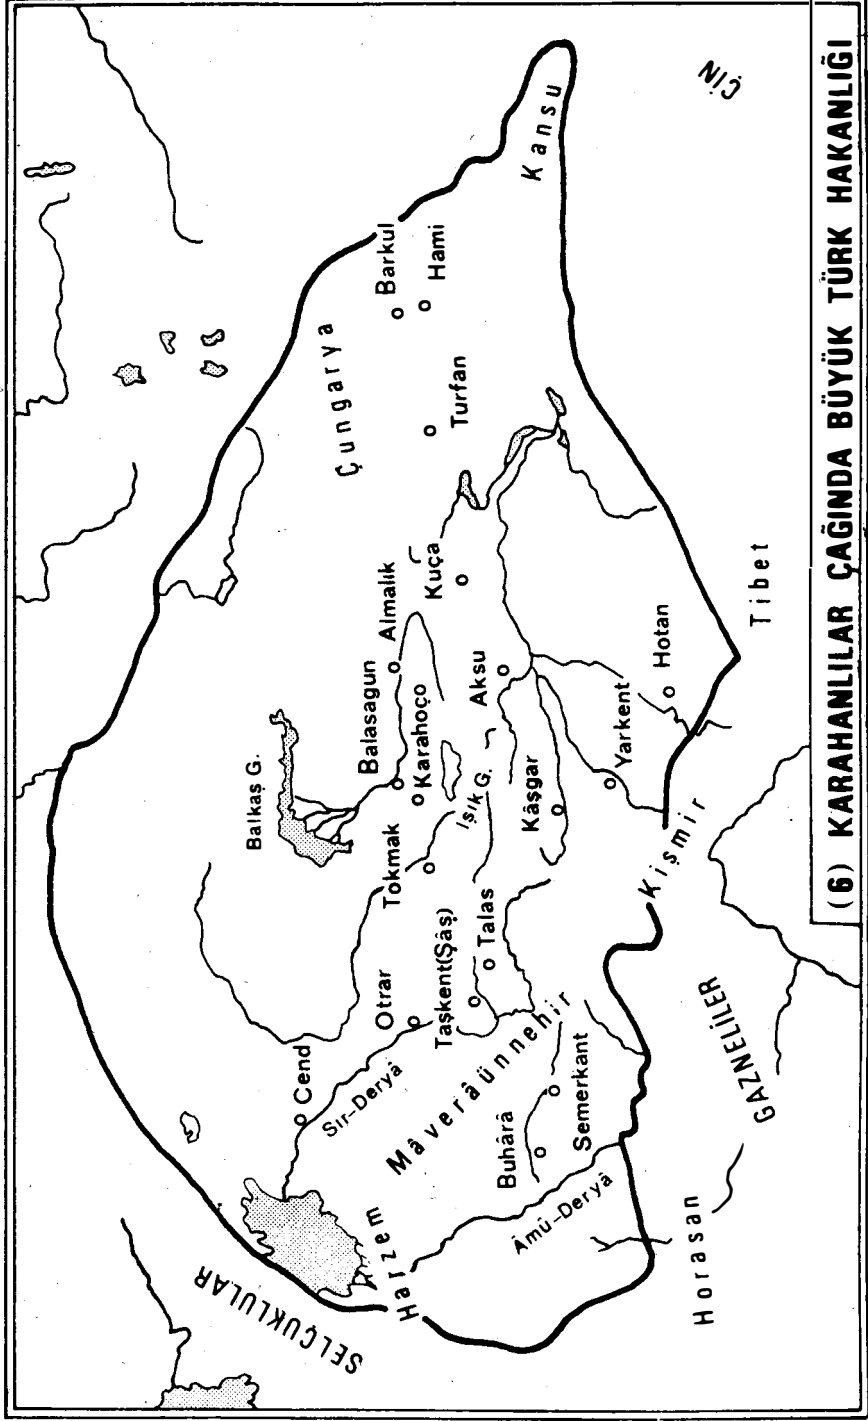 (6) KARAHANLILAR ÇAĞINDA BÜYÜK TÜRK HAKANLIĞI
SELÇUKLULAR
Harzem
Cend
Sır-Deryâ
Otrar
Taşkent(Şâş)
Talas
Tokmak
Balkaş G.
Balasagun
Karahoço
Almalık
Işık G.
Mâverâünnehir
Buhârâ
Semerkant
Âmû-Deryâ
Horasan
GAZNELİLER
Kişmir
Kâşgar
Yarkent
Hotan
Aksu
Kuça
Turfan
Çungarya
Barkul
Hami
Kansu
Tibet
ÇİN